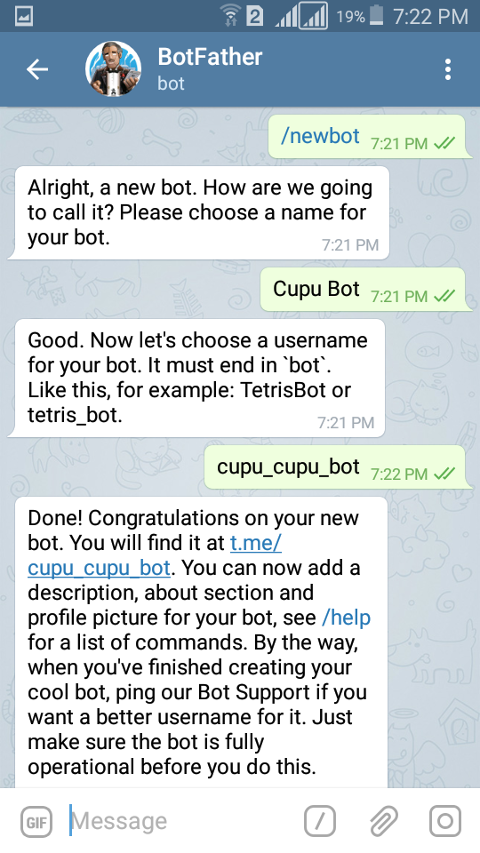 2 19% 7:22 PM
BotFather
bot
/newbot 7:21 PM
Alright, a new bot. How are we going
to call it? Please choose a name for
your bot.
7:21 PM
Cupu Bot 7:21 PM
Good. Now let's choose a username
for your bot. It must end in `bot`.
Like this, for example: TetrisBot or
tetris_bot.
7:21 PM
cupu_cupu_bot 7:22 PM
Done! Congratulations on your new
bot. You will find it at t.me/
cupu_cupu_bot. You can now add a
description, about section and
profile picture for your bot, see /help
for a list of commands. By the way,
when you've finished creating your
cool bot, ping our Bot Support if you
want a better username for it. Just
make sure the bot is fully
operational before you do this.
GIF Message /